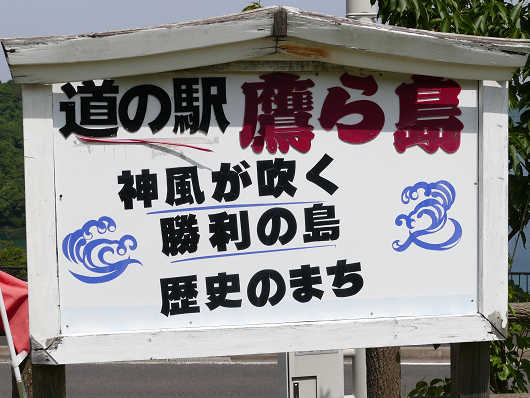 道の駅 鷹ら島
神風が吹く
勝利の島
歴史のまち